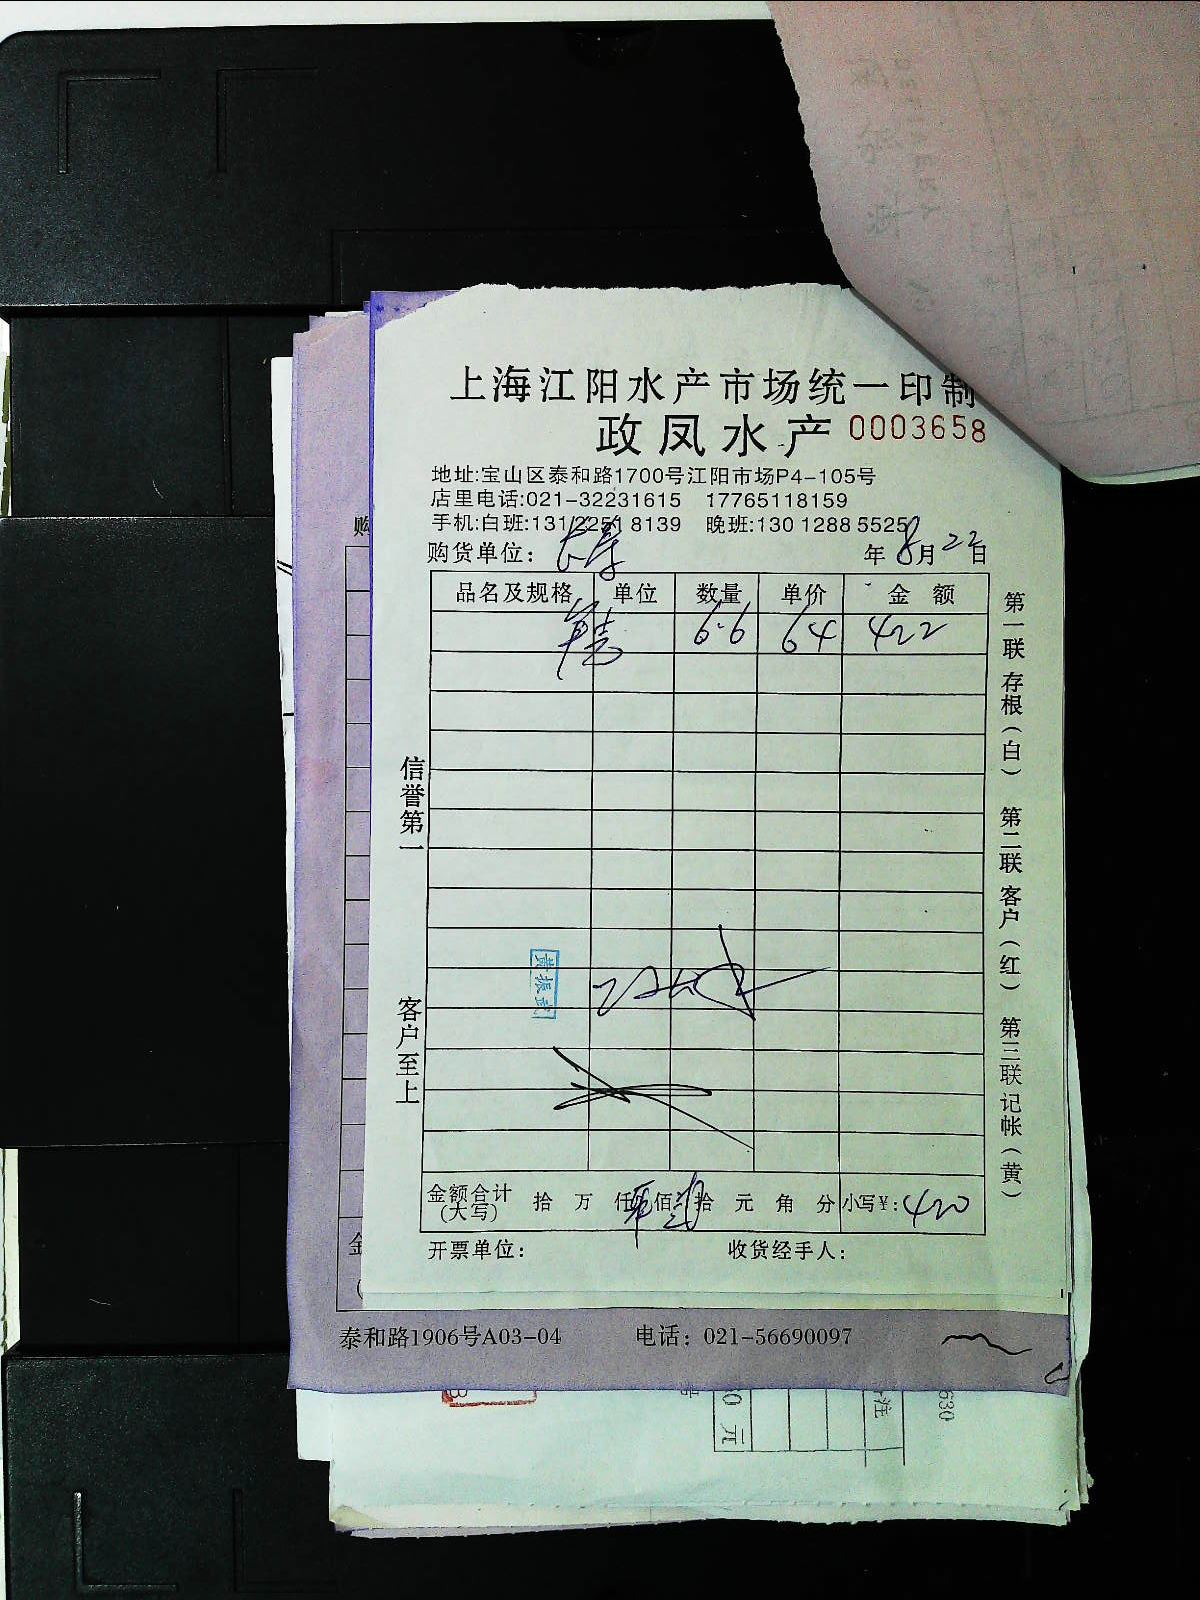 上海江阳水产市场统一印制
政凤水产 0003658
地址:宝山区泰和路1700号江阳市场P4-105号
店里电话:021-32231615 17765118159
手机:白班:131 2251 8139 晚班:130 1288 5525
购货单位: 年8月22日
品名及规格 单位 数量 单价 金额
6.6 64 422
信誉第一
客户至上
黄振武
第一联 存根(白) 第二联 客户(红) 第三联 记帐(黄)
金额合计(大写) 拾 万 仟 佰 拾 元 角 分 小写¥: 420
开票单位: 收货经手人:
购
金
泰和路1906号A03-04 电话: 021-56690097
元
注
630